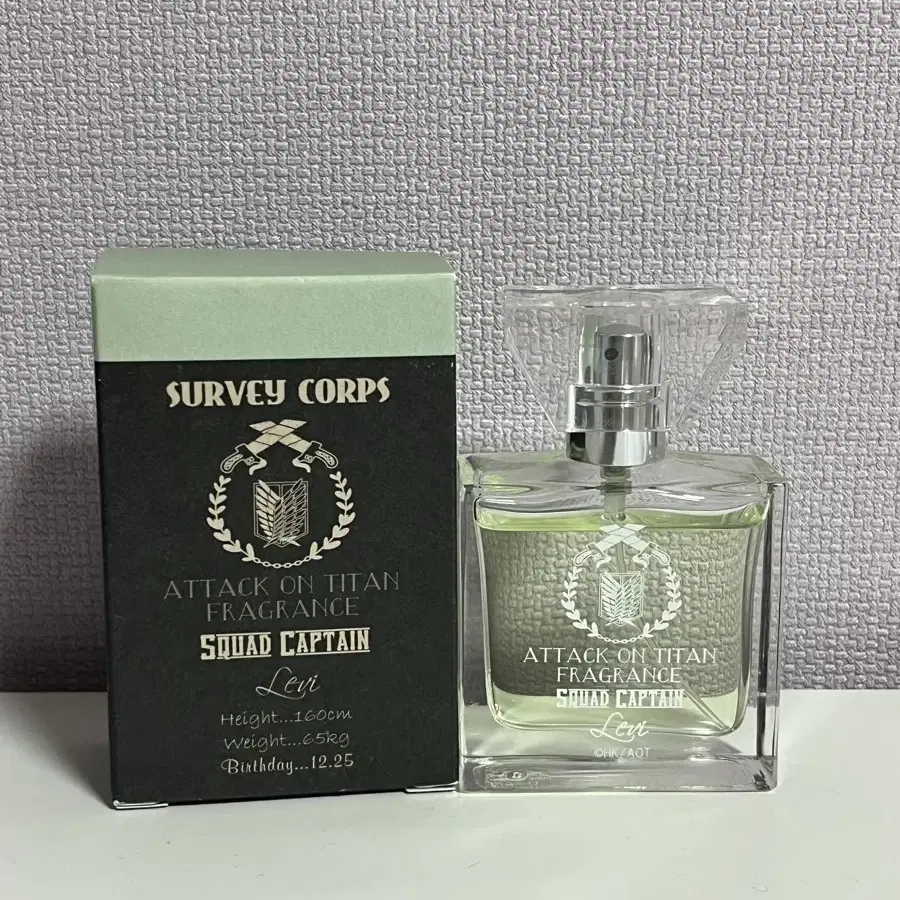 SURVEY CORPS
ATTACK ON TITAN
FRAGRANCE
SQUAD CAPTAIN
Levi
Height...160cm
Weight...65kg
Birthday...12.25
ATTACK ON TITAN
FRAGRANCE
SQUAD CAPTAIN
Levi
©HK/AOT